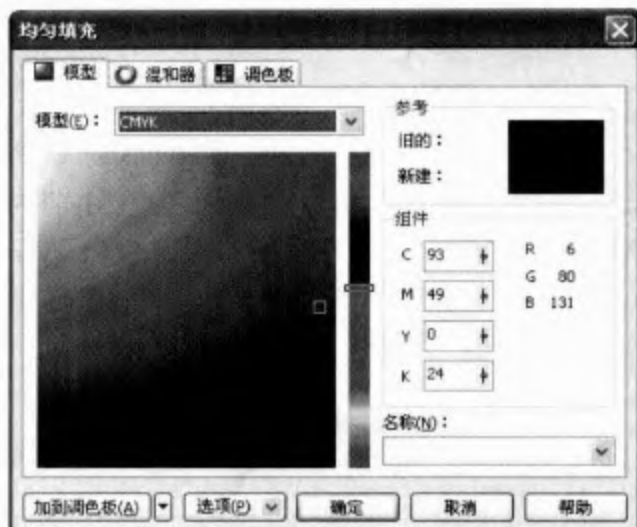 均匀填充
模型 混和器 调色板
模型(E): CMYK
参考
旧的:
新建:
组件
C 93 R 6
M 49 G 80
Y 0 B 131
K 24
名称(N):
加到调色板(A) 选项(P) 确定 取消 帮助